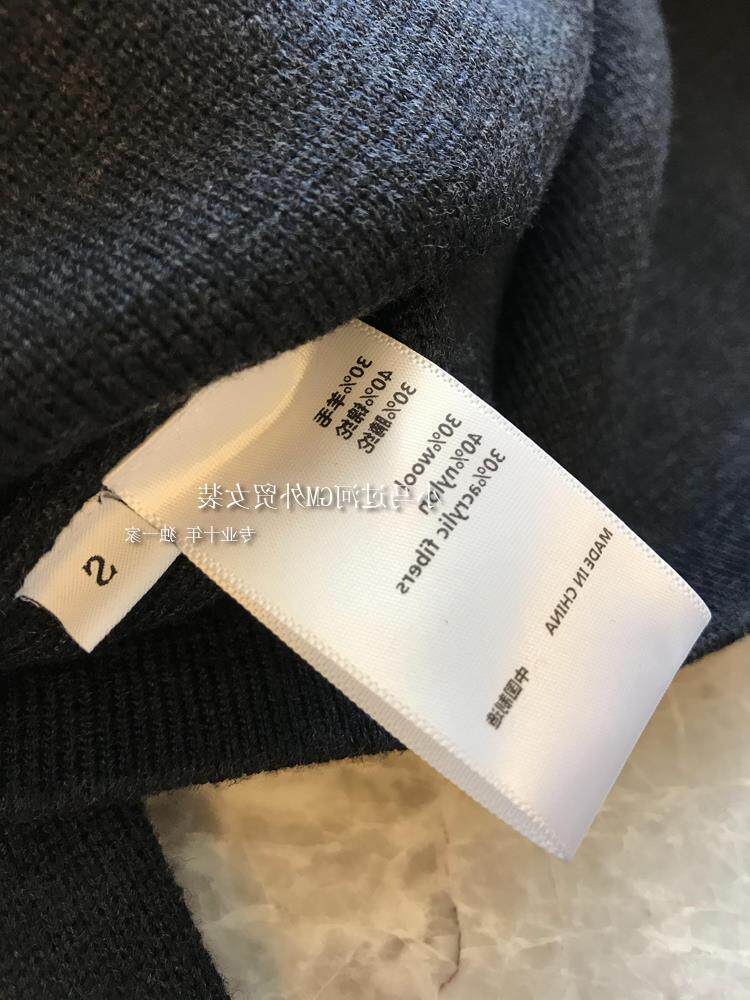 30%羊毛
40%锦纶
30%腈纶
30%wool
40%nylon
30%acrylic fibers
MADE IN CHINA
中国制造
S
小马过河GM外贸女装
专业十年 独一家